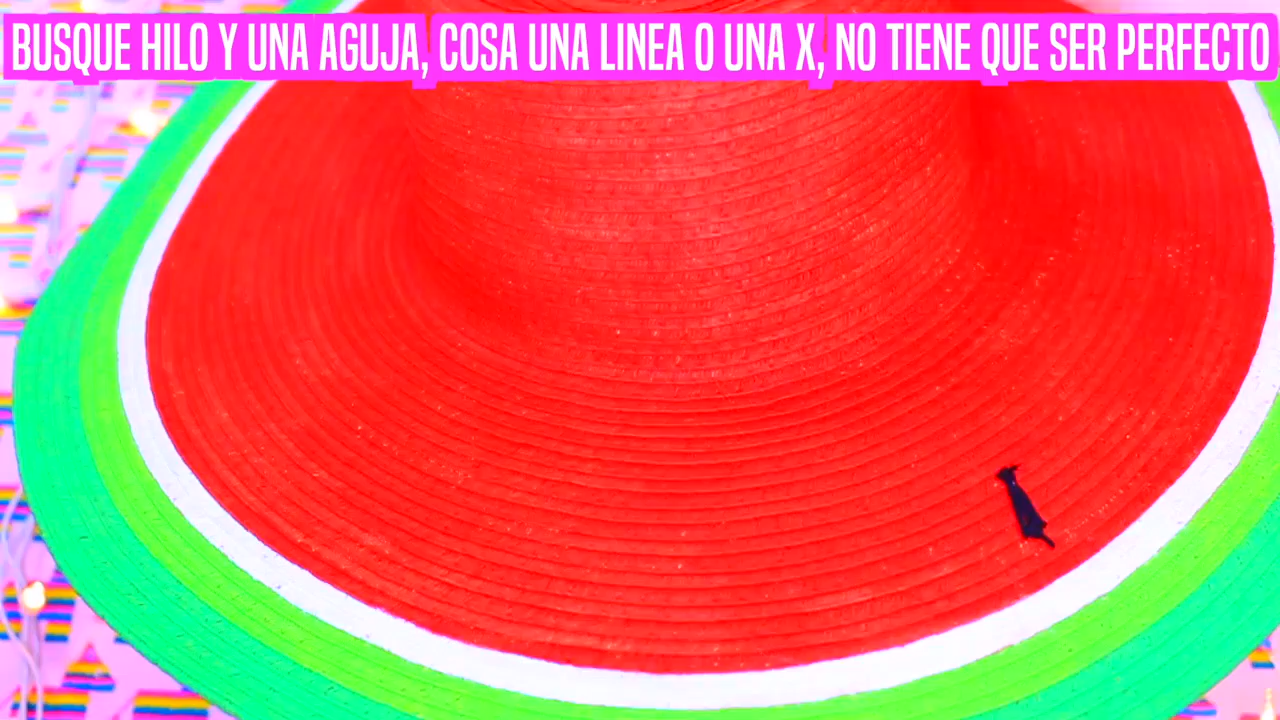 BUSQUE HILO Y UNA AGUJA, COSA UNA LINEA O UNA X, NO TIENE QUE SER PERFECTO